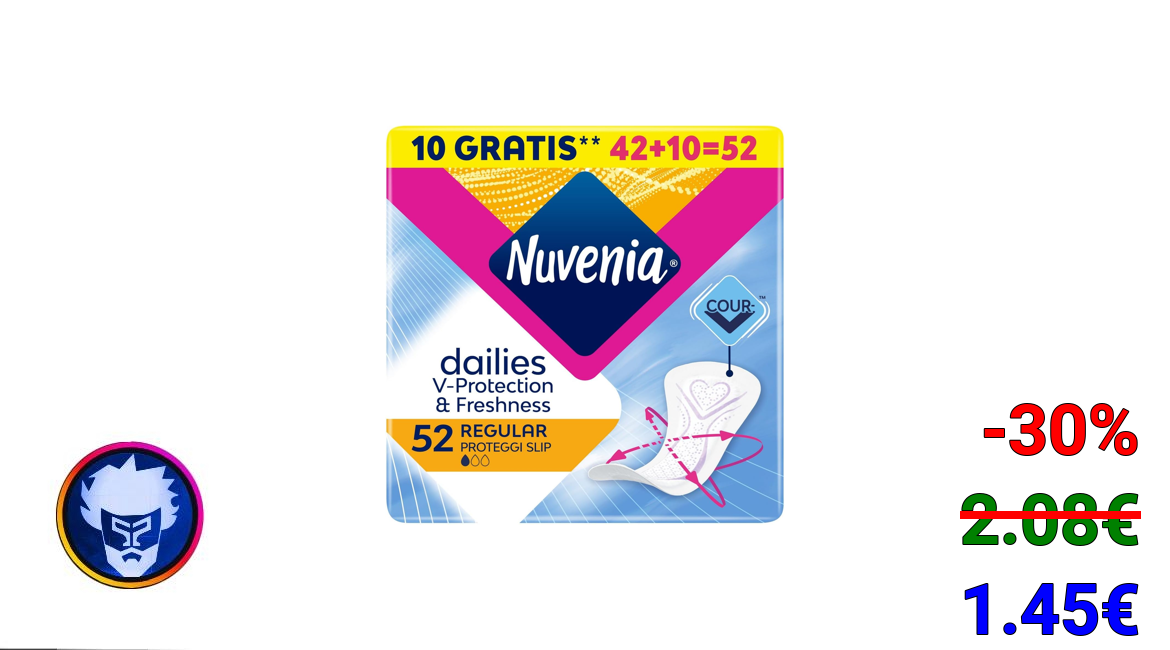 10 GRATIS** 42+10=52
Nuvenia®
COUR-V™
dailies
V-Protection
& Freshness
52 REGULAR
PROTEGGI SLIP
-30%
2.08€
1.45€